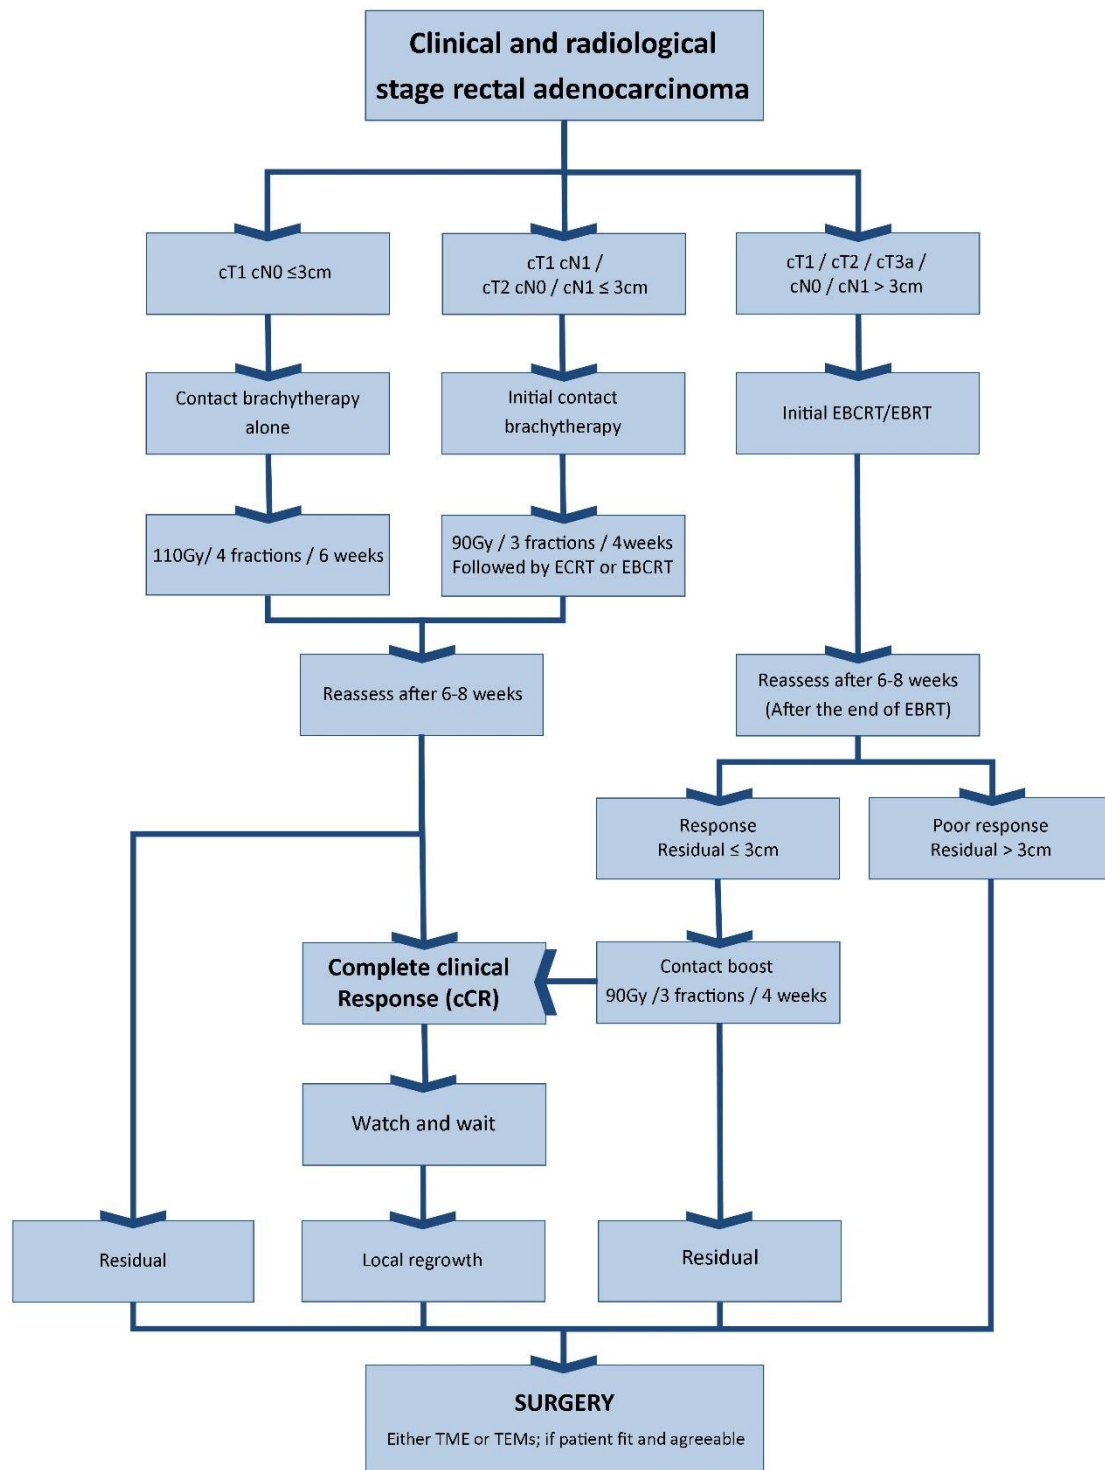 Clinical and radiological
stage rectal adenocarcinoma
cT1 cN0 ≤3cm
cT1 cN1 /
cT2 cN0 / cN1 ≤ 3cm
cT1 / cT2 / cT3a /
cN0 / cN1 > 3cm
Contact brachytherapy
alone
Initial contact
brachytherapy
Initial EBCRT/EBRT
110Gy/ 4 fractions / 6 weeks
90Gy / 3 fractions / 4weeks
Followed by ECRT or EBCRT
Reassess after 6-8 weeks
Reassess after 6-8 weeks
(After the end of EBRT)
Response
Residual ≤ 3cm
Poor response
Residual > 3cm
Complete clinical
Response (cCR)
Contact boost
90Gy /3 fractions / 4 weeks
Watch and wait
Residual
Local regrowth
Residual
SURGERY
Either TME or TEMs; if patient fit and agreeable